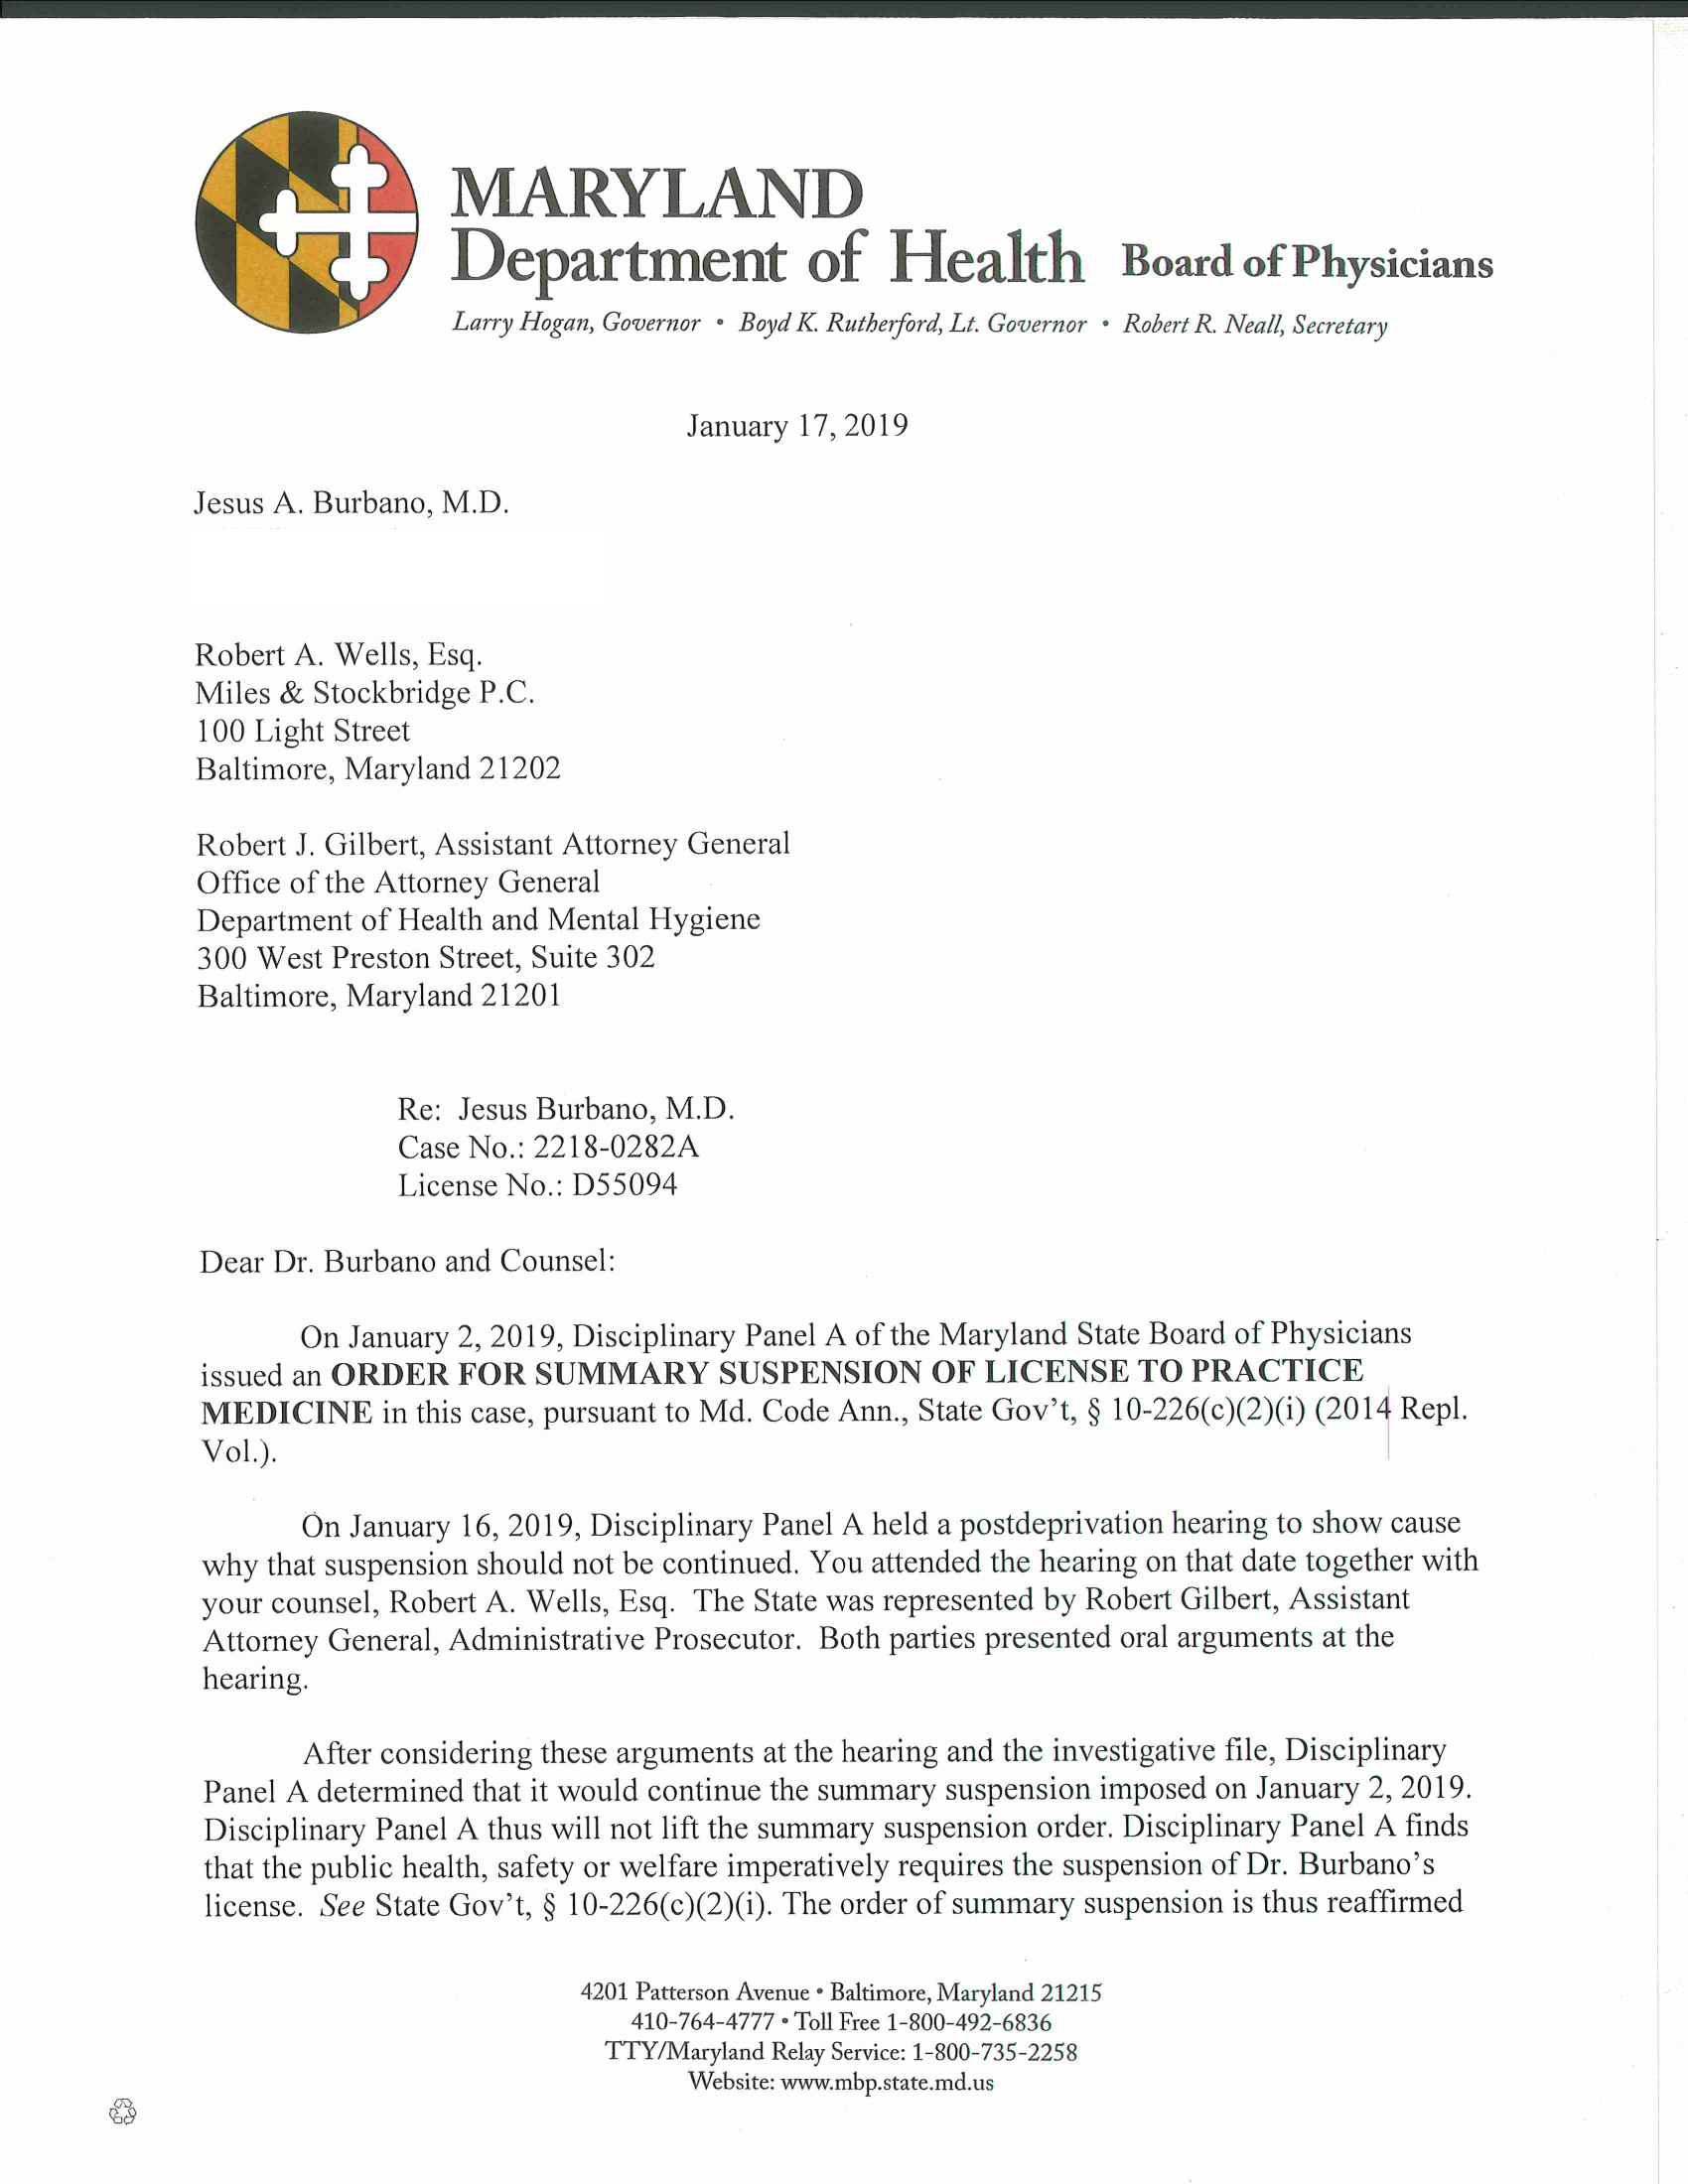 MARYLAND
Department of Health Board of Physicians
Larry Hogan, Governor • Boyd K. Rutherford, Lt. Governor • Robert R. Neall, Secretary
January 17, 2019
Jesus A. Burbano, M.D.
Robert A. Wells, Esq.
Miles & Stockbridge P.C.
100 Light Street
Baltimore, Maryland 21202
Robert J. Gilbert, Assistant Attorney General
Office of the Attorney General
Department of Health and Mental Hygiene
300 West Preston Street, Suite 302
Baltimore, Maryland 21201
Re: Jesus Burbano, M.D.
Case No.: 2218-0282A
License No.: D55094
Dear Dr. Burbano and Counsel:
On January 2, 2019, Disciplinary Panel A of the Maryland State Board of Physicians
issued an ORDER FOR SUMMARY SUSPENSION OF LICENSE TO PRACTICE
MEDICINE in this case, pursuant to Md. Code Ann., State Gov't, § 10-226(c)(2)(i) (2014 Repl.
Vol.).
On January 16, 2019, Disciplinary Panel A held a postdeprivation hearing to show cause
why that suspension should not be continued. You attended the hearing on that date together with
your counsel, Robert A. Wells, Esq. The State was represented by Robert Gilbert, Assistant
Attorney General, Administrative Prosecutor. Both parties presented oral arguments at the
hearing.
After considering these arguments at the hearing and the investigative file, Disciplinary
Panel A determined that it would continue the summary suspension imposed on January 2, 2019.
Disciplinary Panel A thus will not lift the summary suspension order. Disciplinary Panel A finds
that the public health, safety or welfare imperatively requires the suspension of Dr. Burbano's
license. See State Gov't, § 10-226(c)(2)(i). The order of summary suspension is thus reaffirmed
4201 Patterson Avenue • Baltimore, Maryland 21215
410-764-4777 • Toll Free 1-800-492-6836
TTY/Maryland Relay Service: 1-800-735-2258
Website: www.mbp.state.md.us